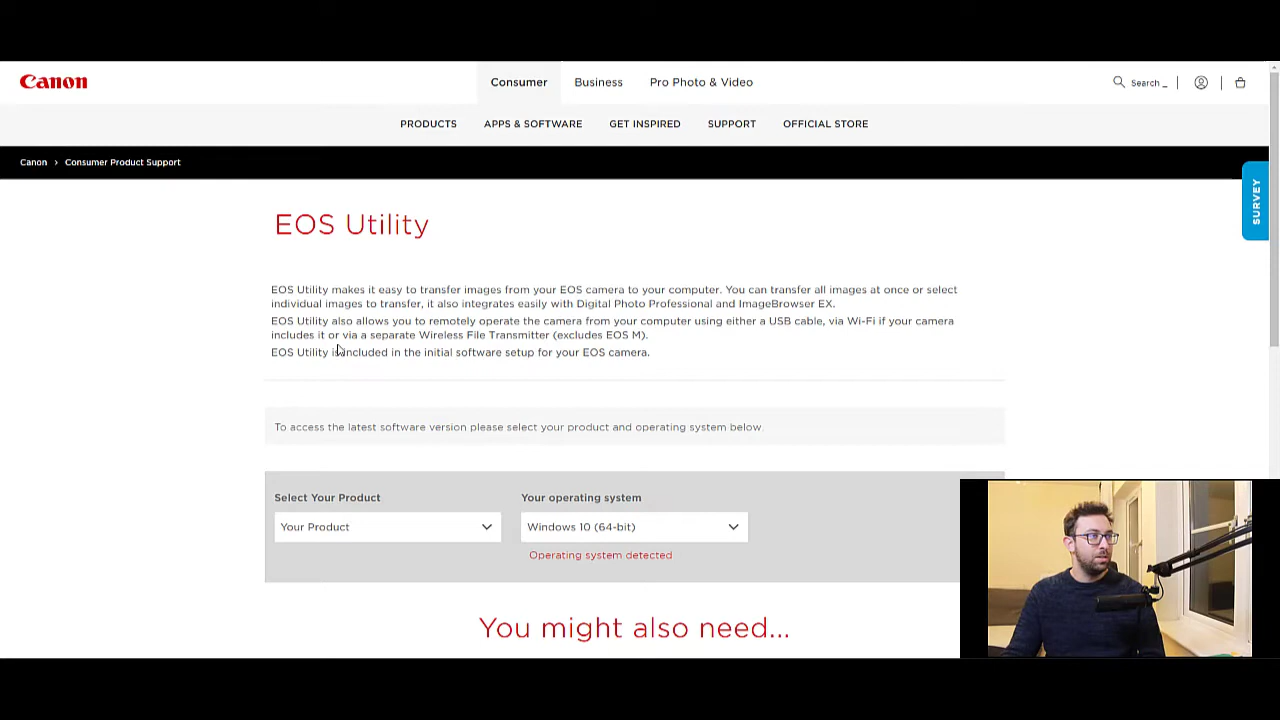 Canon
Consumer
Business
Pro Photo & Video
Search _
PRODUCTS
APPS & SOFTWARE
GET INSPIRED
SUPPORT
OFFICIAL STORE
Canon > Consumer Product Support
SURVEY
EOS Utility
EOS Utility makes it easy to transfer images from your EOS camera to your computer. You can transfer all images at once or select
individual images to transfer, it also integrates easily with Digital Photo Professional and ImageBrowser EX.
EOS Utility also allows you to remotely operate the camera from your computer using either a USB cable, via Wi-Fi if your camera
includes it or via a separate Wireless File Transmitter (excludes EOS M).
EOS Utility is included in the initial software setup for your EOS camera.
To access the latest software version please select your product and operating system below.
Select Your Product
Your operating system
Your Product
Windows 10 (64-bit)
Operating system detected
You might also need...